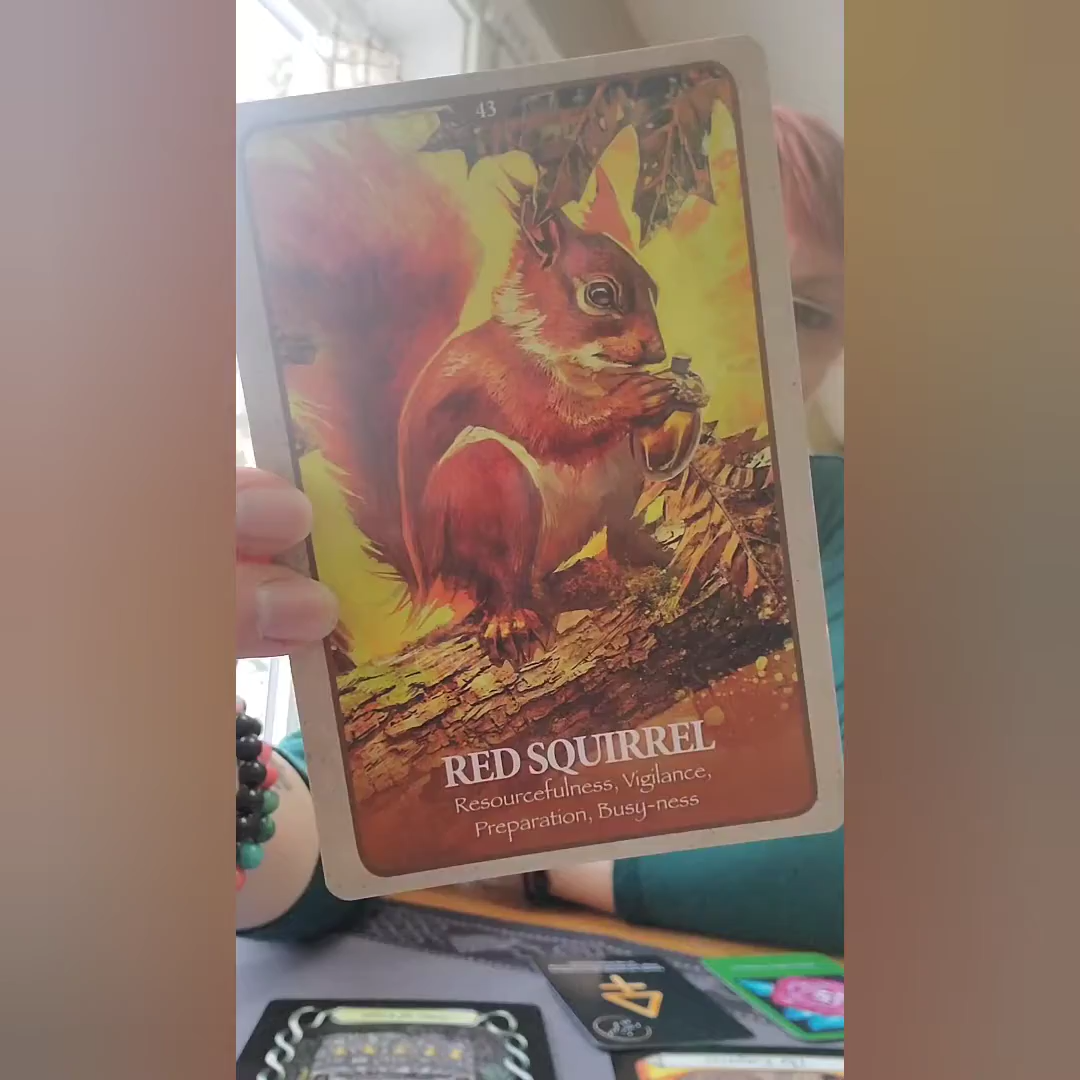 43
RED SQUIRREL
Resourcefulness, Vigilance,
Preparation, Busy-ness